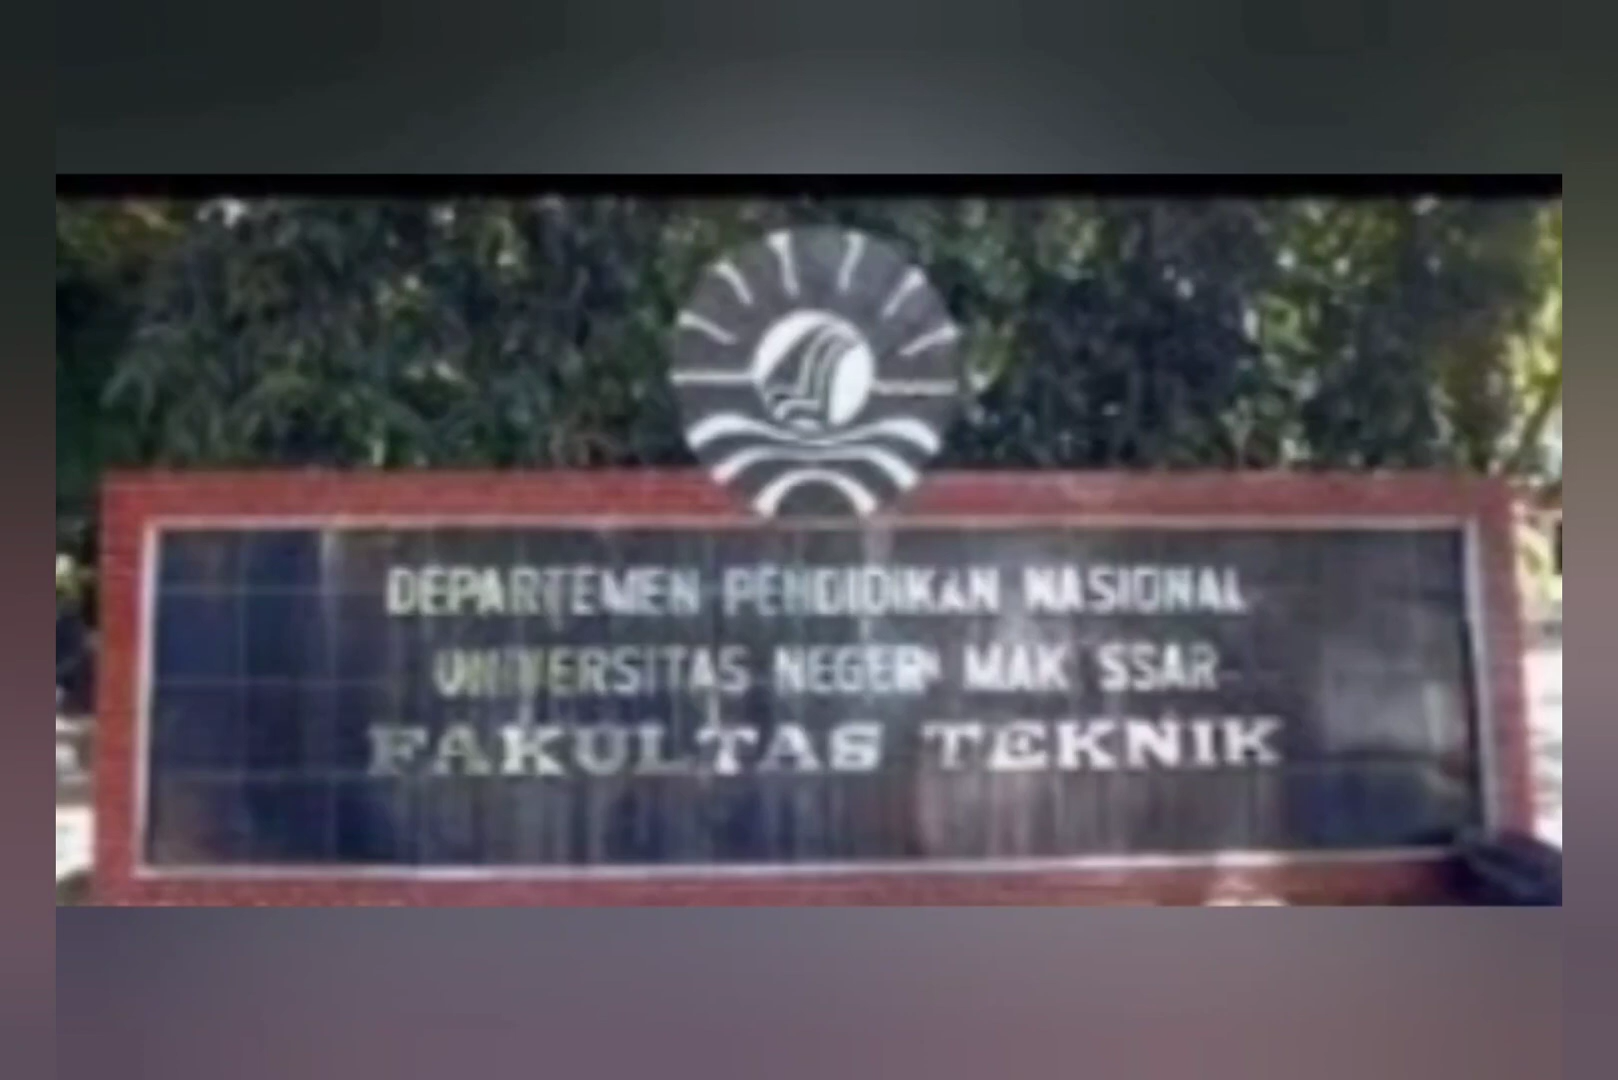 DEPARTEMEN PENDIDIKAN NASIONAL
UNIVERSITAS NEGERI MAK SSAR
FAKULTAS TEKNIK